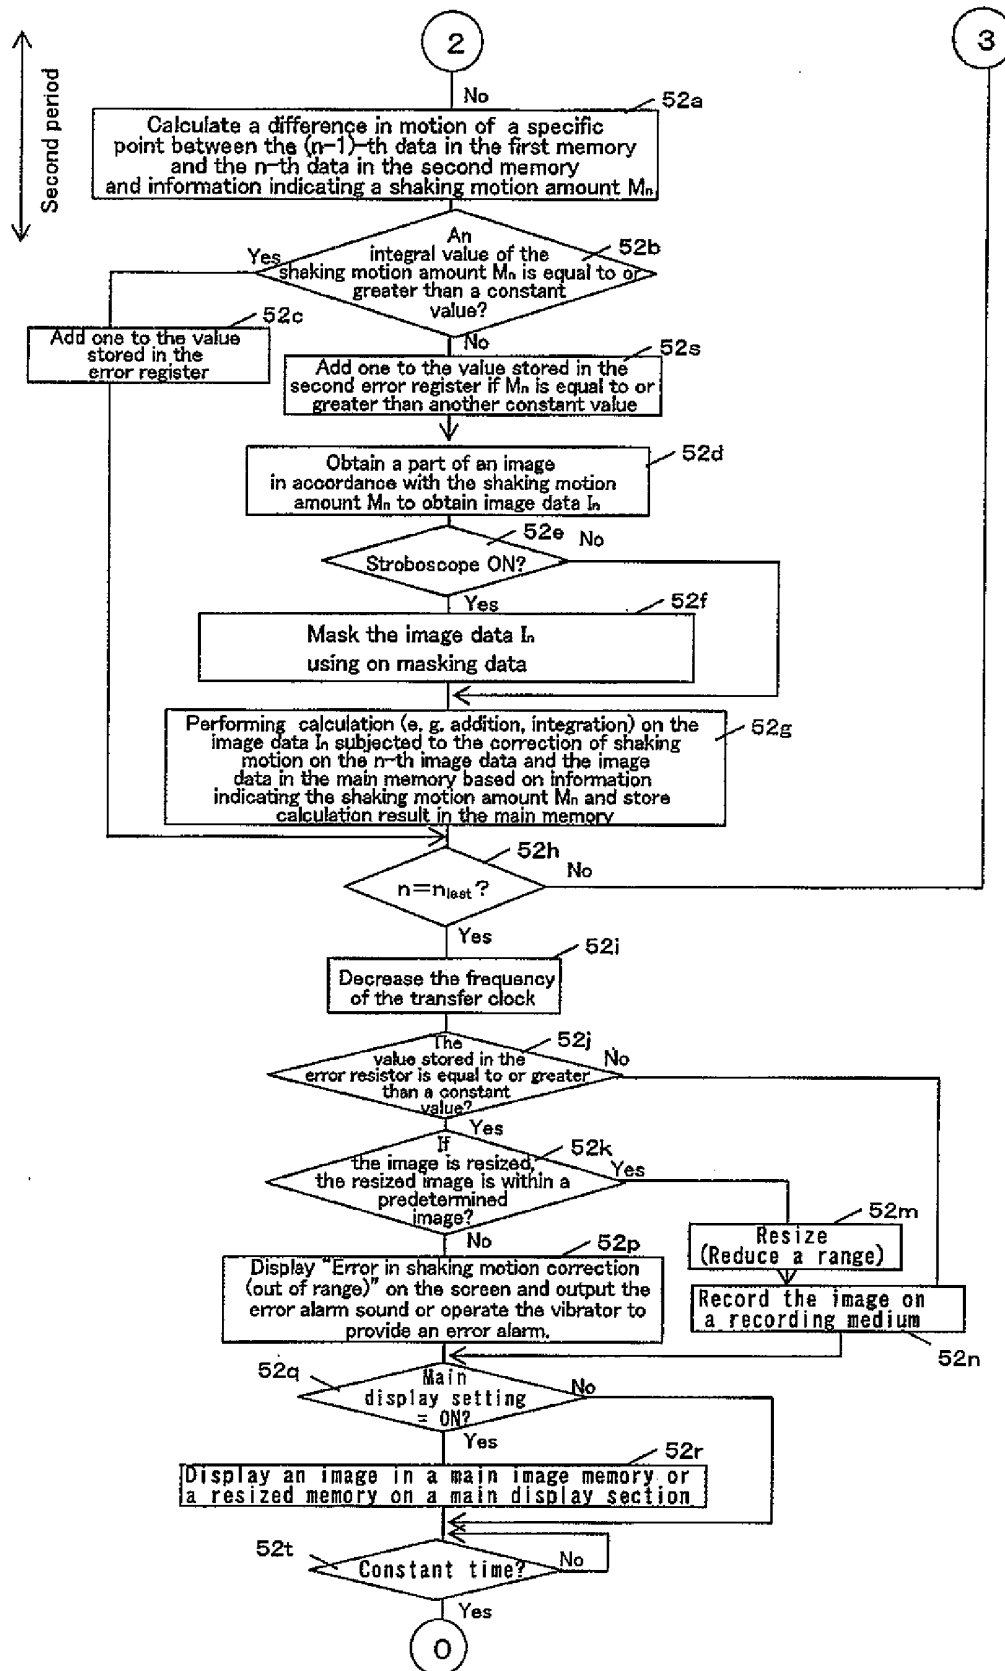 2
3
Second period
No
52a
Calculate a difference in motion of a specific
point between the (n-1)-th data in the first memory
and the n-th data in the second memory
and information indicating a shaking motion amount Mn
An
integral value of the
shaking motion amount Mn is equal to or
greater than a constant
value?
52b
Yes
52c
Add one to the value
stored in the
error register
No
52s
Add one to the value stored in the
second error register if Mn is equal to or
greater than another constant value
52d
Obtain a part of an image
in accordance with the shaking motion
amount Mn to obtain image data In
52e
No
Stroboscope ON?
Yes
52f
Mask the image data In
using on masking data
Performing calculation (e. g. addition, integration) on the
image data In subjected to the correction of shaking
motion on the n-th image data and the image
data in the main memory based on information
indicating the shaking motion amount Mn and store
calculation result in the main memory
52g
52h
No
n=nlast?
Yes
52i
Decrease the frequency
of the transfer clock
The
value stored in the
error resistor is equal to or greater
than a constant
value?
52j
No
Yes
If
the image is resized,
the resized image is within a
predetermined
image?
52k
Yes
No
52m
Resize
(Reduce a range)
52p
Display "Error in shaking motion correction
(out of range)" on the screen and output the
error alarm sound or operate the vibrator to
provide an error alarm.
Record the image on
a recording medium
52n
52q
Main
display setting
= ON?
No
Yes
52r
Display an image in a main image memory or
a resized memory on a main display section
52t
Constant time?
No
Yes
0